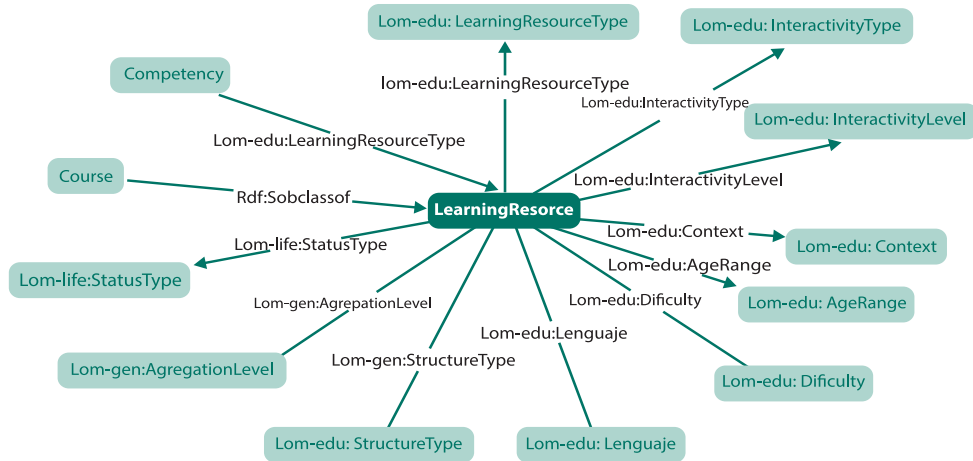 Lom-edu: LearningResourceType
Lom-edu: InteractivityType
Competency
lom-edu:LearningResourceType
Lom-edu:InteractivityType
Lom-edu: InteractivityLevel
Lom-edu:LearningResourceType
Course
Lom-edu:InteractivityLevel
Rdf:Sobclassof
LearningResorce
Lom-edu:Context
Lom-life:StatusType
Lom-edu: Context
Lom-edu:AgeRange
Lom-life:StatusType
Lom-gen:AgrepationLevel
Lom-edu:Dificulty
Lom-edu: AgeRange
Lom-edu:Lenguaje
Lom-gen:StructureType
Lom-gen:AgregationLevel
Lom-edu: Dificulty
Lom-edu: StructureType
Lom-edu: Lenguaje